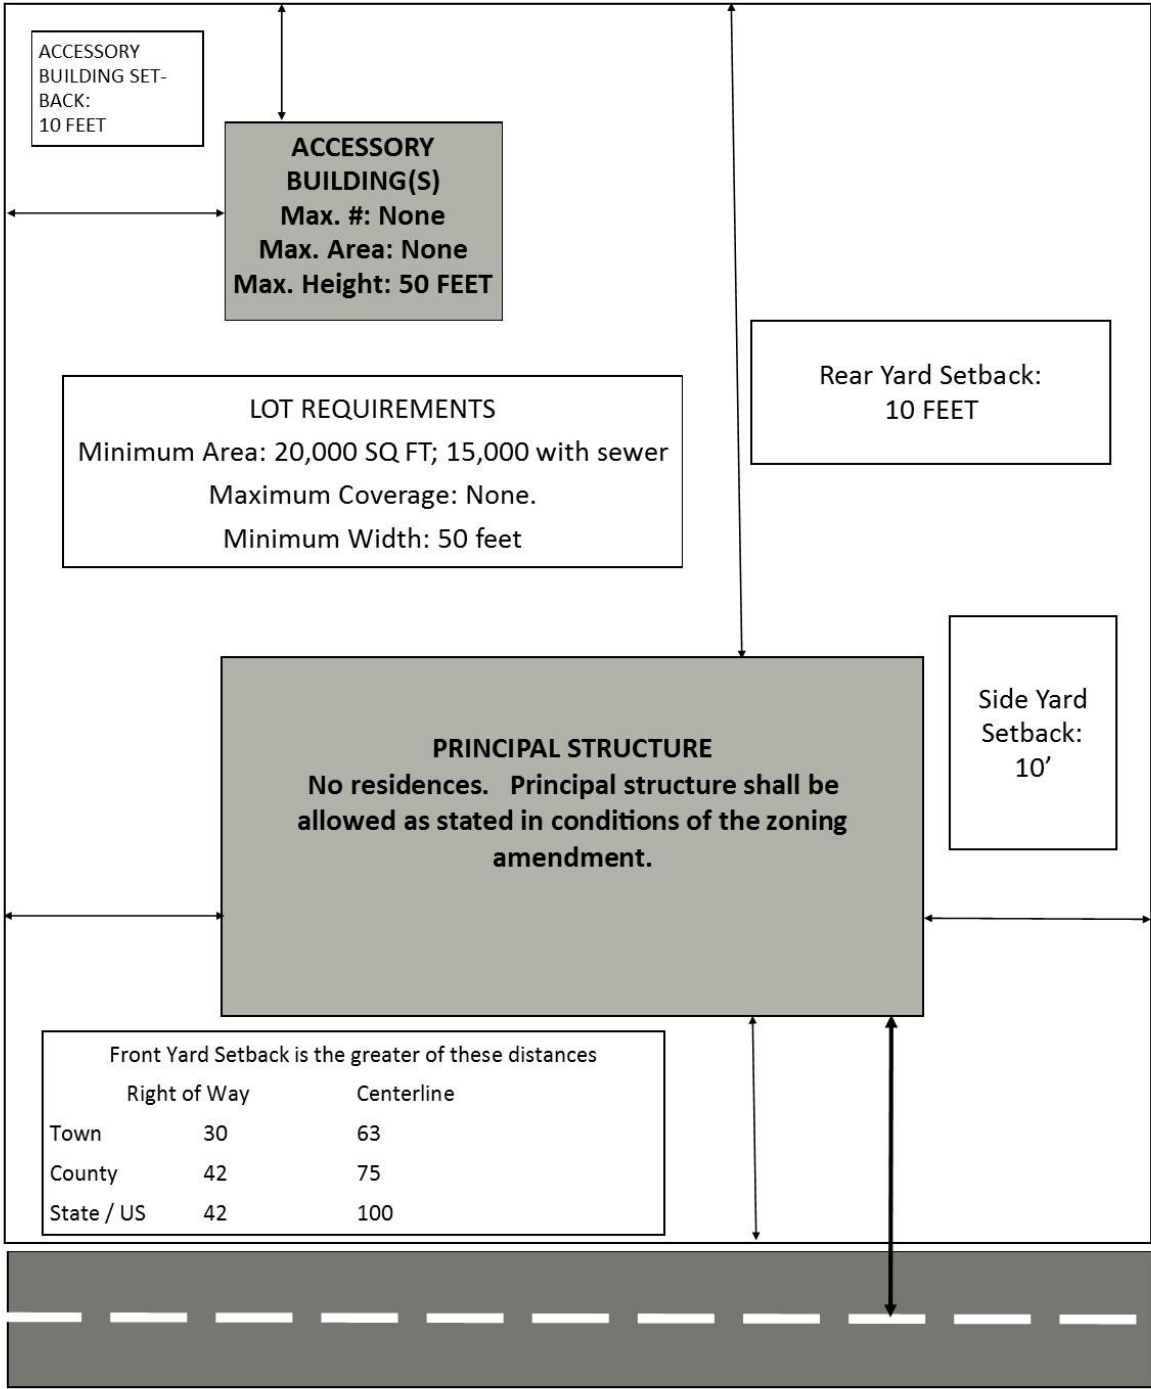 ACCESSORY
BUILDING SET-
BACK:
10 FEET
ACCESSORY
BUILDING(S)
Max. #: None
Max. Area: None
Max. Height: 50 FEET
Rear Yard Setback:
10 FEET
LOT REQUIREMENTS
Minimum Area: 20,000 SQ FT; 15,000 with sewer
Maximum Coverage: None.
Minimum Width: 50 feet
Side Yard
Setback:
10’
PRINCIPAL STRUCTURE
No residences. Principal structure shall be
allowed as stated in conditions of the zoning
amendment.
Front Yard Setback is the greater of these distances
Right of Way Centerline
Town 30 63
County 42 75
State / US 42 100